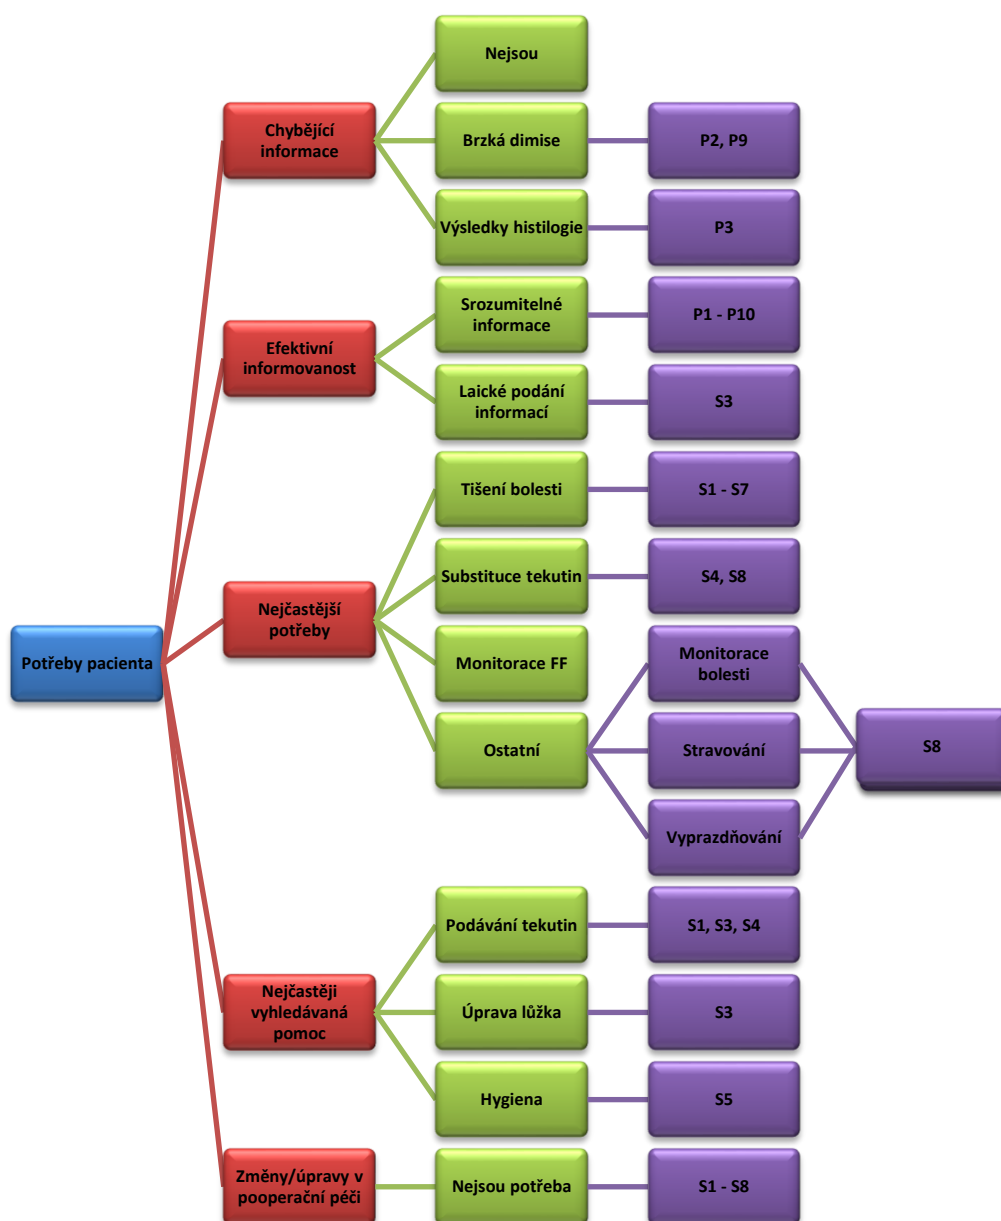 Potřeby pacienta
Chybějící
informace
Nejsou
Brzká dimise
P2, P9
Výsledky histilogie
P3
Efektivní
informovanost
Srozumitelné
informace
P1 - P10
Laické podání
informací
S3
Nejčastější
potřeby
Tišení bolesti
S1 - S7
Substituce tekutin
S4, S8
Monitorace FF
Ostatní
Monitorace
bolesti
Stravování
Vyprazdňování
S8
Nejčastěji
vyhledávaná
pomoc
Podávání tekutin
S1, S3, S4
Úprava lůžka
S3
Hygiena
S5
Změny/úpravy v
pooperační péči
Nejsou potřeba
S1 - S8